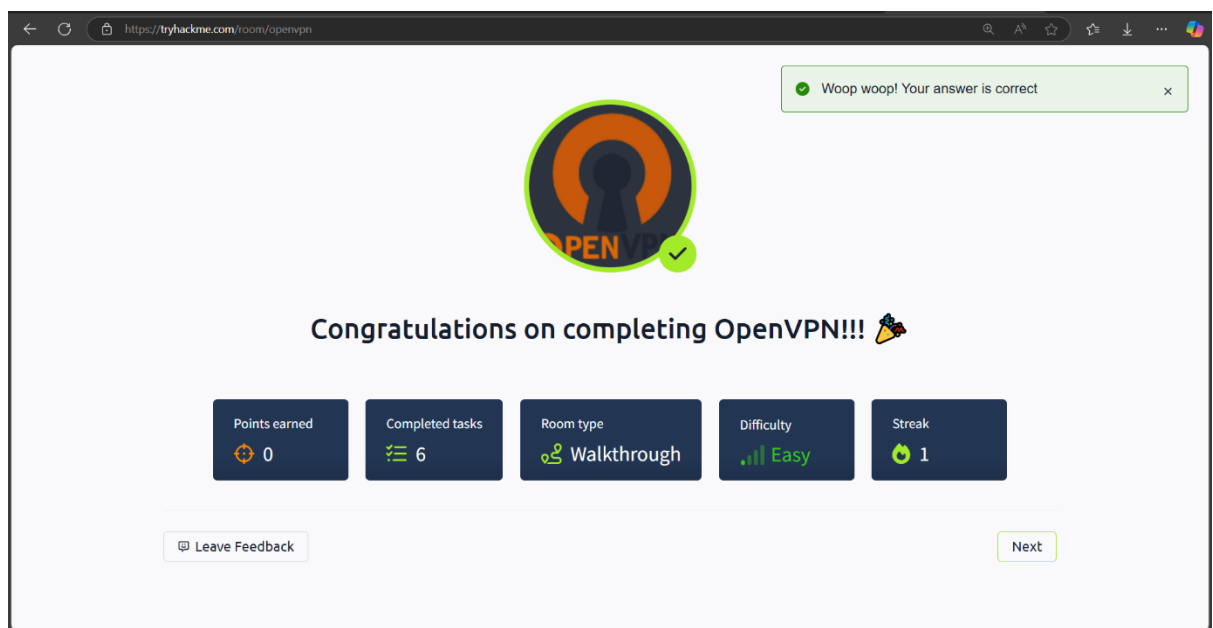 https://tryhackme.com/room/openvpn
Woop woop! Your answer is correct
OPENVPN
Congratulations on completing OpenVPN!!!
Points earned
0
Completed tasks
6
Room type
Walkthrough
Difficulty
Easy
Streak
1
Leave Feedback
Next